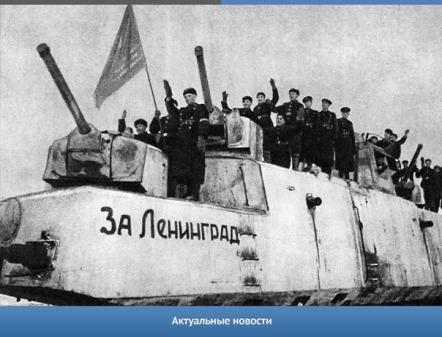 За Ленинград
Актуальные новости